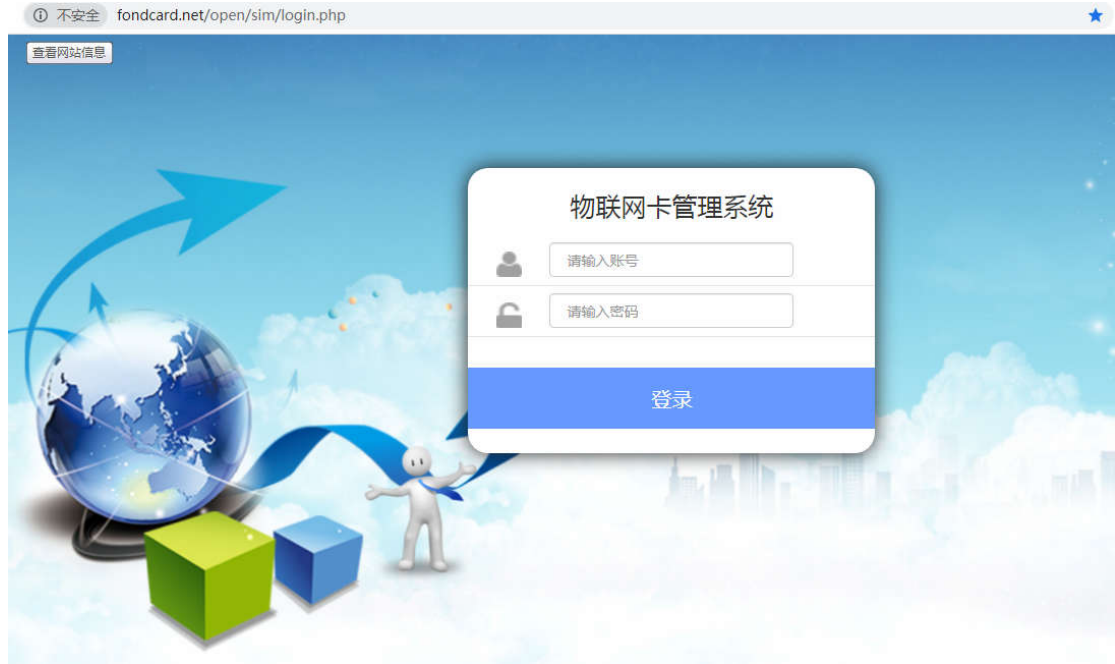 不安全 fondcard.net/open/sim/login.php
查看网站信息
物联网卡管理系统
请输入账号
请输入密码
登录